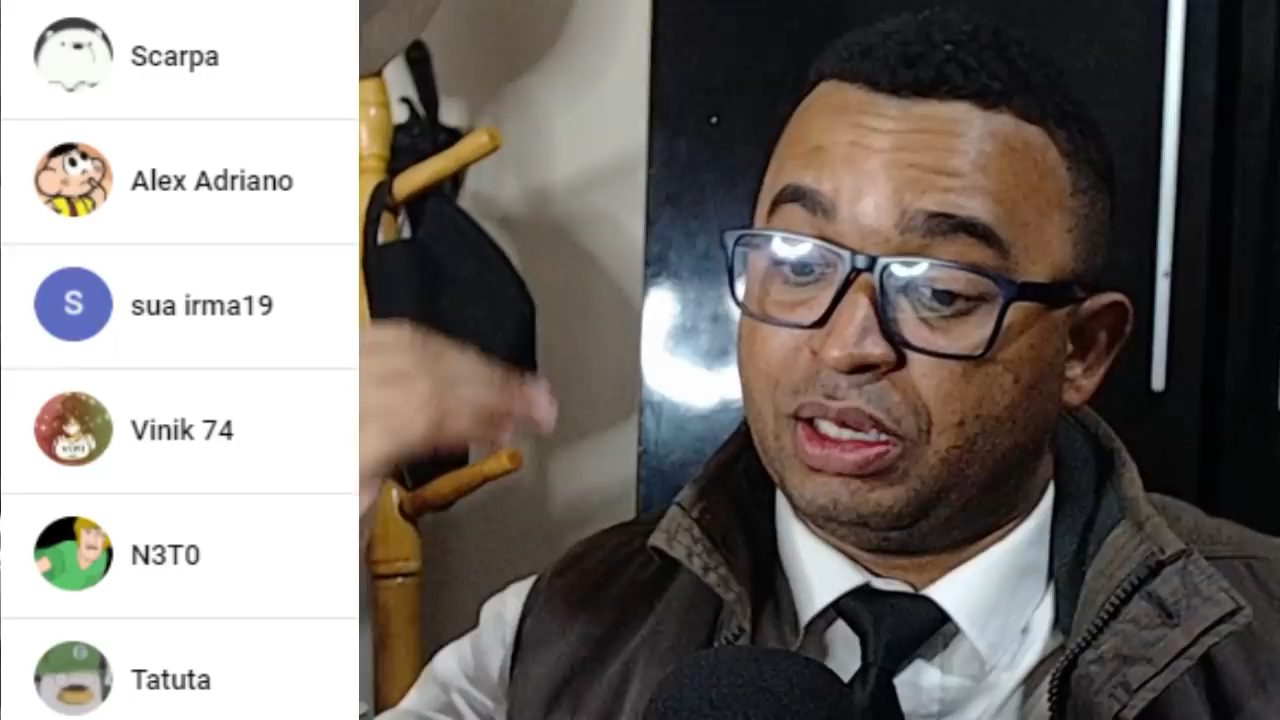 Scarpa
Alex Adriano
S
sua irma19
Vinik 74
N3T0
Tatuta